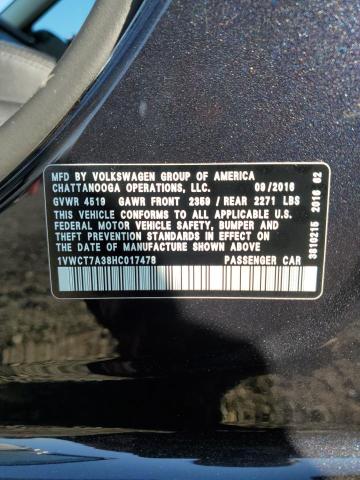 MFD BY VOLKSWAGEN GROUP OF AMERICA
CHATTANOOGA OPERATIONS, LLC. 08/2016
GVWR 4519 GAWR FRONT 2359 / REAR 2271 LBS
THIS VEHICLE CONFORMS TO ALL APPLICABLE U.S.
FEDERAL MOTOR VEHICLE SAFETY, BUMPER AND
THEFT PREVENTION STANDARDS IN EFFECT ON
THE DATE OF MANUFACTURE SHOWN ABOVE
1VWCT7A38HC017478 PASSENGER CAR
3810215 2016 02